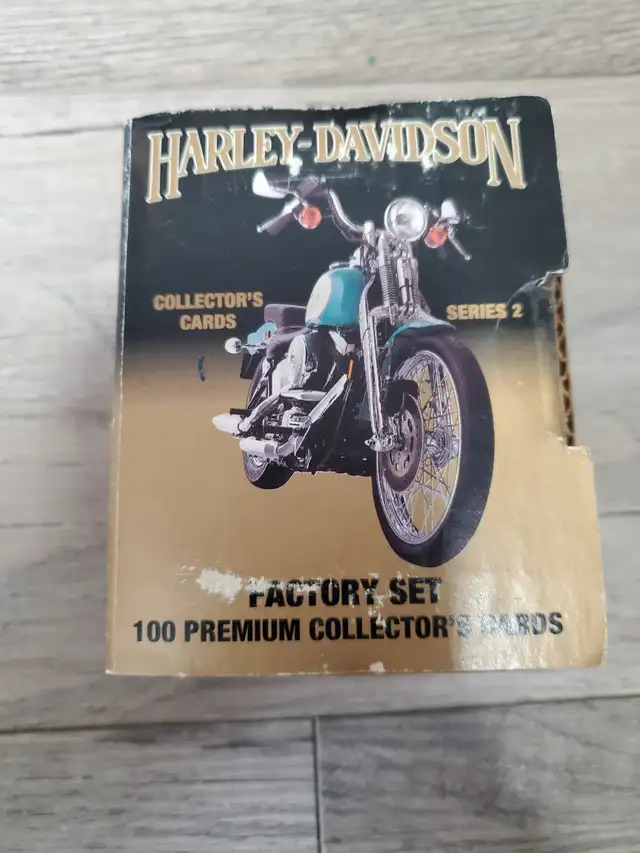 HARLEY-DAVIDSON
COLLECTOR'S
CARDS
SERIES 2
FACTORY SET
100 PREMIUM COLLECTOR'S CARDS